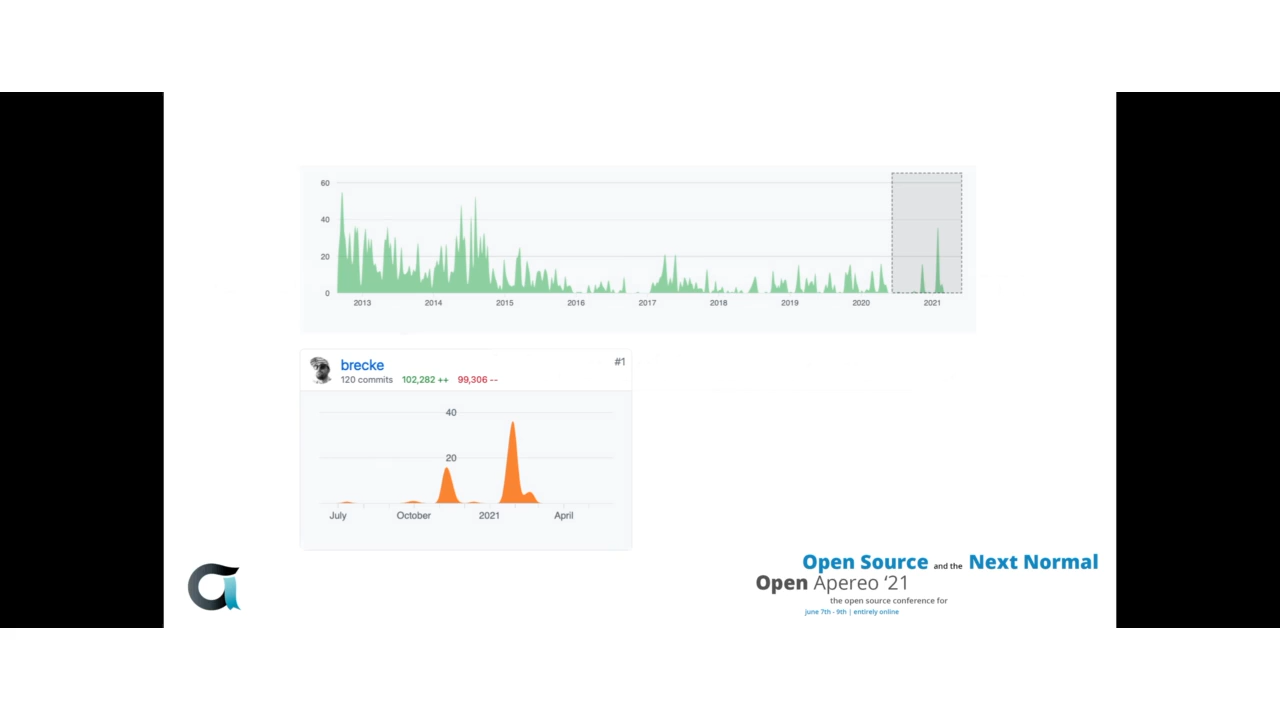 60
40
20
0
2013 2014 2015 2016 2017 2018 2019 2020 2021
brecke #1
120 commits 102,282 ++ 99,306 --
40
20
July October 2021 April
Open Source and the Next Normal
Open Apereo ‘21
the open source conference for
june 7th - 9th | entirely online